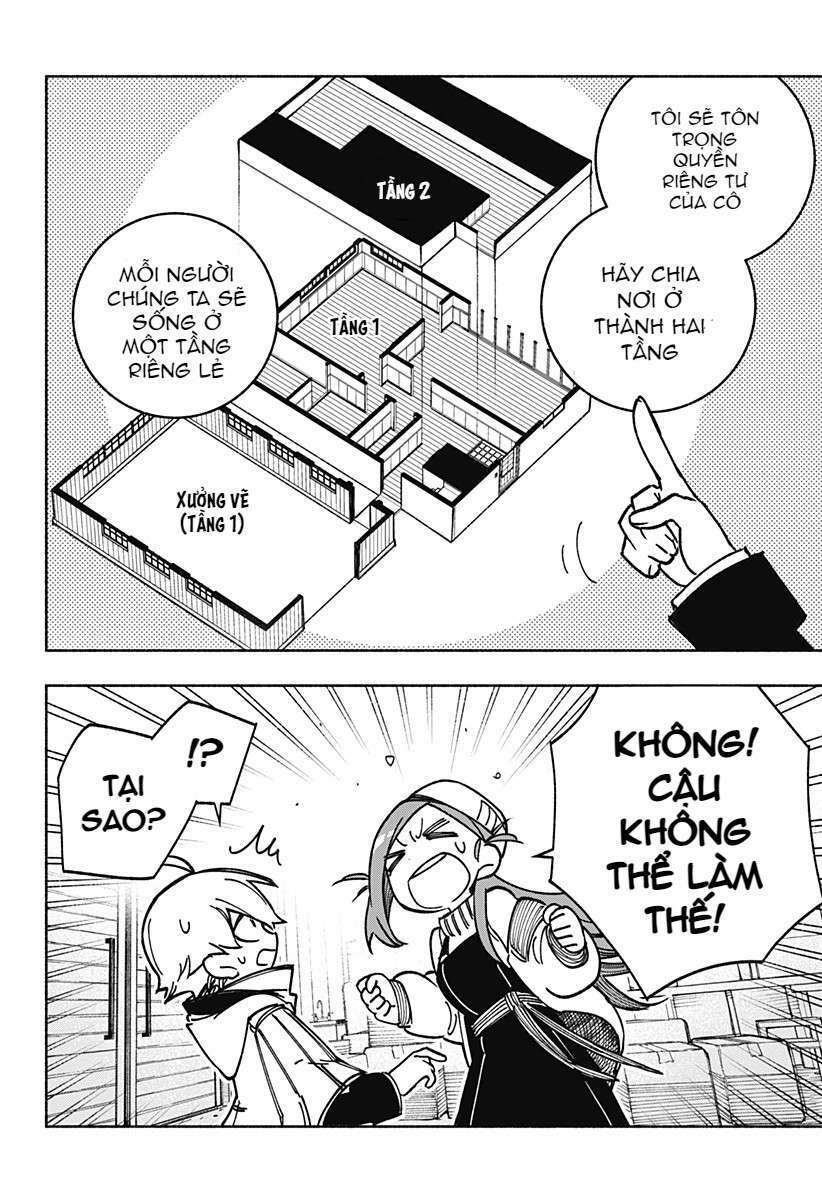 TÔI SẼ TÔN
TRỌNG
QUYỀN
RIÊNG TƯ
CỦA CÔ
HÃY CHIA
NƠI Ở
THÀNH HAI
TẦNG
MỖI NGƯỜI
CHÚNG TA SẼ
SỐNG Ở
MỘT TẦNG
RIÊNG LẺ
TẦNG 2
TẦNG 1
XƯỞNG VẼ
(TẦNG 1)
KHÔNG!
CẬU
KHÔNG
THỂ LÀM
THẾ!
!?
TẠI
SAO?